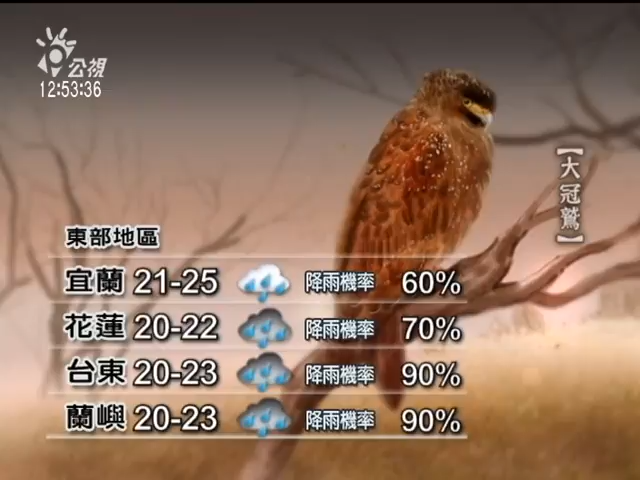 公視
12:53:36
【大冠鷲】
東部地區
宜蘭 21-25 降雨機率 60%
花蓮 20-22 降雨機率 70%
台東 20-23 降雨機率 90%
蘭嶼 20-23 降雨機率 90%